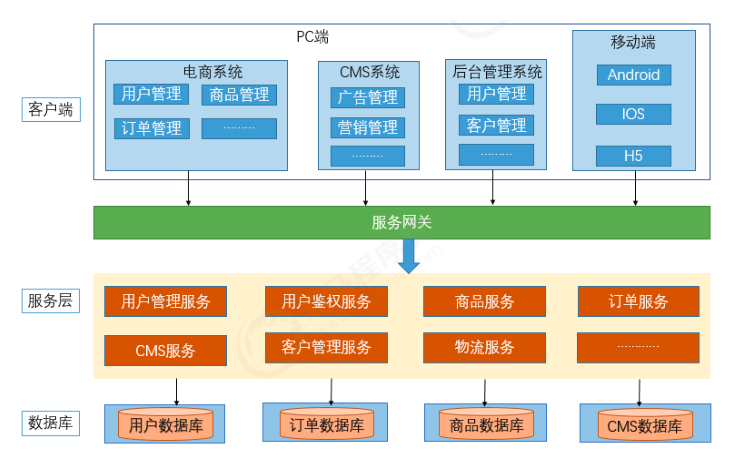 PC端
移动端
电商系统
CMS系统
后台管理系统
客户端
用户管理
商品管理
订单管理
………
广告管理
营销管理
………
用户管理
客户管理
………
Android
IOS
H5
服务网关
服务层
用户管理服务
用户鉴权服务
商品服务
订单服务
CMS服务
客户管理服务
物流服务
…………
数据库
用户数据库
订单数据库
商品数据库
CMS数据库